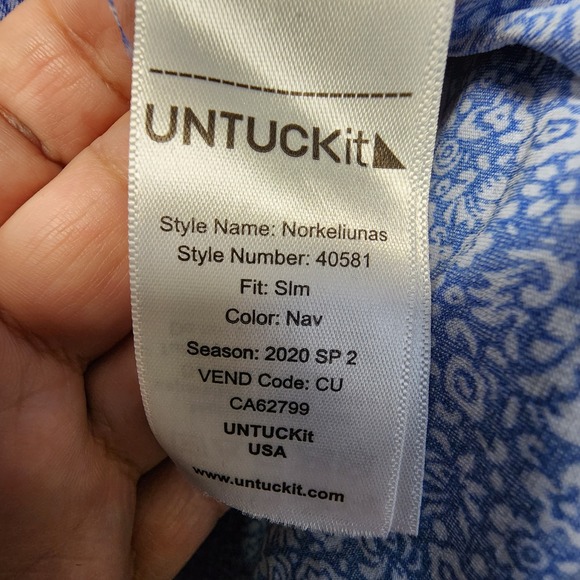 UNTUCKit
Style Name: Norkeliunas
Style Number: 40581
Fit: Slm
Color: Nav
Season: 2020 SP 2
VEND Code: CU
CA62799
UNTUCKit
USA
www.untuckit.com